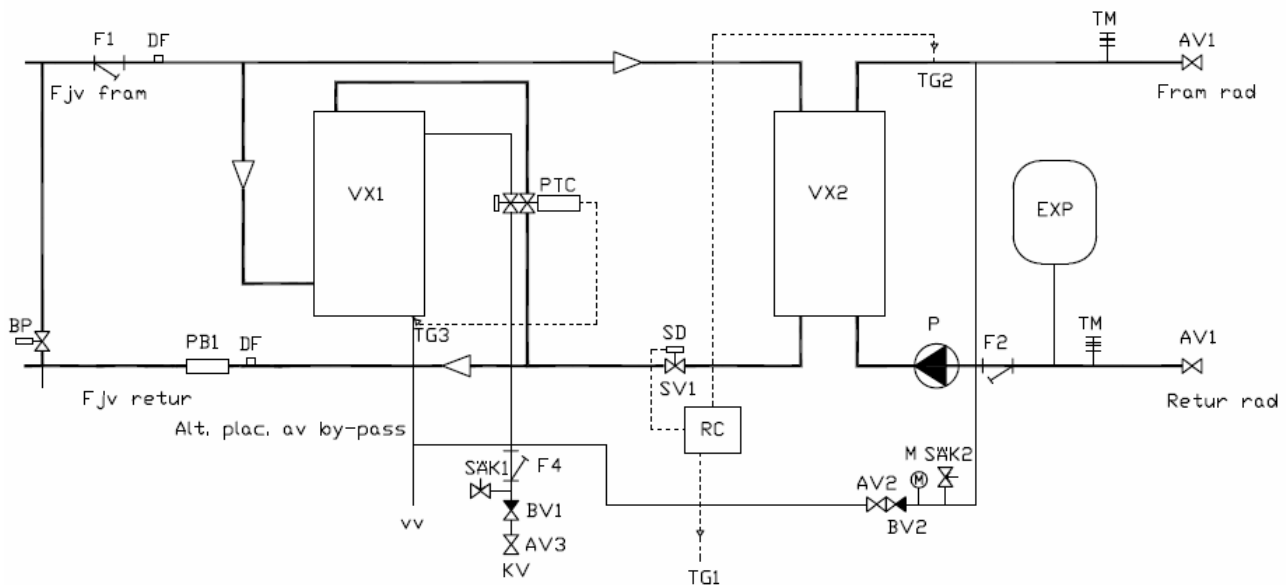 F1
DF
TM
AV1
Fjv fram
TG2
Fram rad
VX1
PTC
VX2
EXP
BP
PB1
DF
TG3
SD
SV1
P
F2
TM
AV1
Fjv retur
Retur rad
Alt. plac. av by-pass
RC
SÄK1
F4
M
SÄK2
AV2
M
BV1
BV2
VV
AV3
KV
TG1